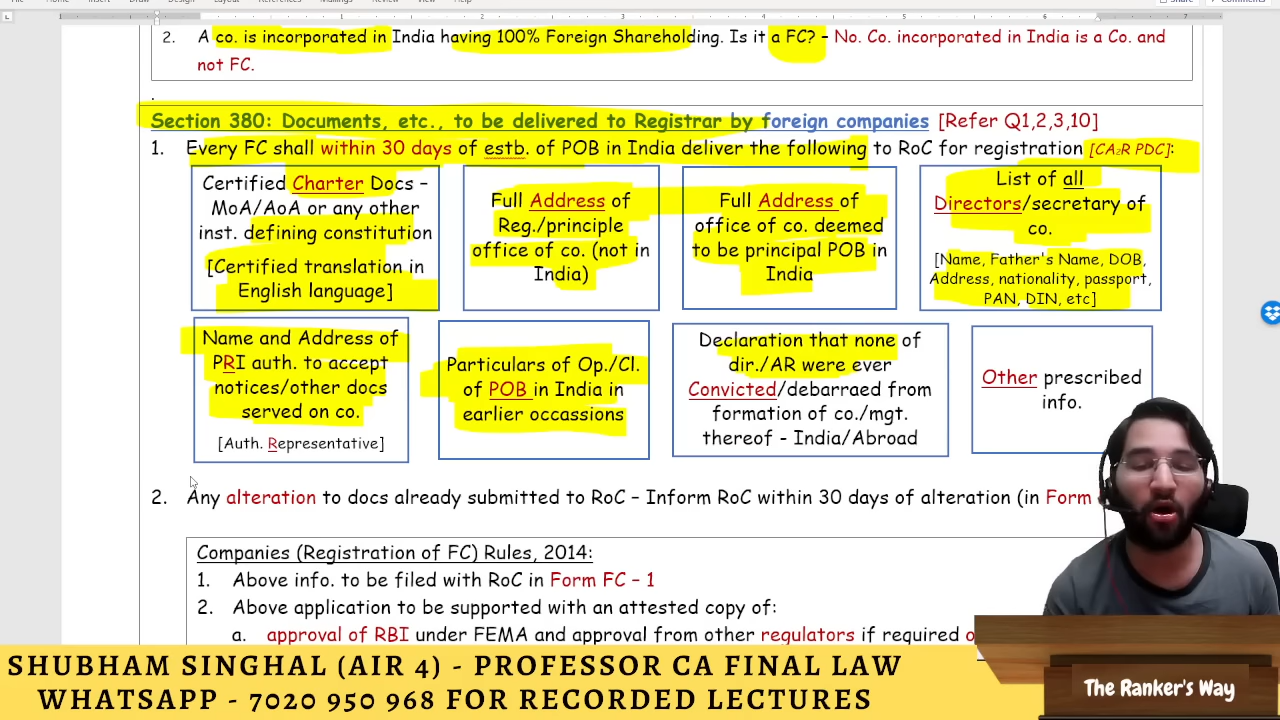 2. A co. is incorporated in India having 100% Foreign Shareholding. Is it a FC? – No. Co. incorporated in India is a Co. and
not FC.
.
Section 380: Documents, etc., to be delivered to Registrar by foreign companies [Refer Q1,2,3,10]
1. Every FC shall within 30 days of estb. of POB in India deliver the following to RoC for registration [CA2R PDC]:
Certified Charter Docs –
MoA/AoA or any other
inst. defining constitution
[Certified translation in
English language]
Full Address of
Reg./principle
office of co. (not in
India)
Full Address of
office of co. deemed
to be principal POB in
India
List of all
Directors/secretary of
co.
[Name, Father's Name, DOB,
Address, nationality, passport,
PAN, DIN, etc]
Name and Address of
PRI auth. to accept
notices/other docs
served on co.
[Auth. Representative]
Particulars of Op./Cl.
of POB in India in
earlier occassions
Declaration that none of
dir./AR were ever
Convicted/debarraed from
formation of co./mgt.
thereof - India/Abroad
Other prescribed
info.
2. Any alteration to docs already submitted to RoC – Inform RoC within 30 days of alteration (in Form
Companies (Registration of FC) Rules, 2014:
1. Above info. to be filed with RoC in Form FC – 1
2. Above application to be supported with an attested copy of:
a. approval of RBI under FEMA and approval from other regulators if required
SHUBHAM SINGHAL (AIR 4) - PROFESSOR CA FINAL LAW
WHATSAPP - 7020 950 968 FOR RECORDED LECTURES
The Ranker's Way